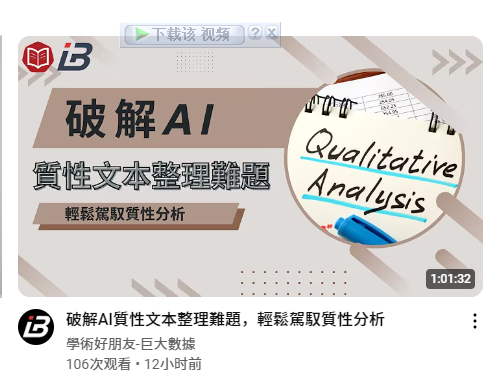 下载该 视频
? X
iB
破解AI
質性文本整理難題
輕鬆駕馭質性分析
Qualitative
Analysis
1:01:32
iB
破解AI質性文本整理難題，輕鬆駕馭質性分析
學術好朋友-巨大數據
106次观看 • 12小时前